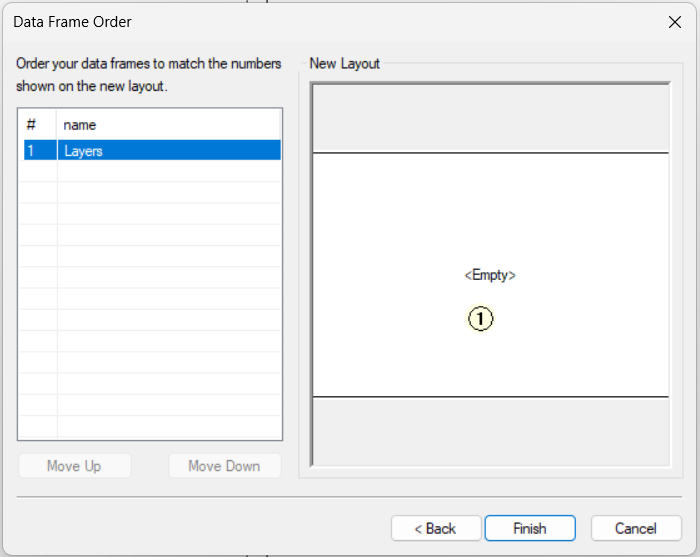 Data Frame Order
Order your data frames to match the numbers
shown on the new layout.
# name
1 Layers
Move Up
Move Down
New Layout
<Empty>
1
< Back
Finish
Cancel